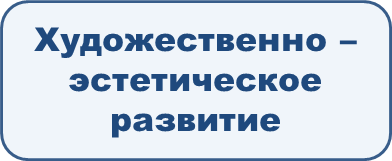 Художественно –
эстетическое
развитие